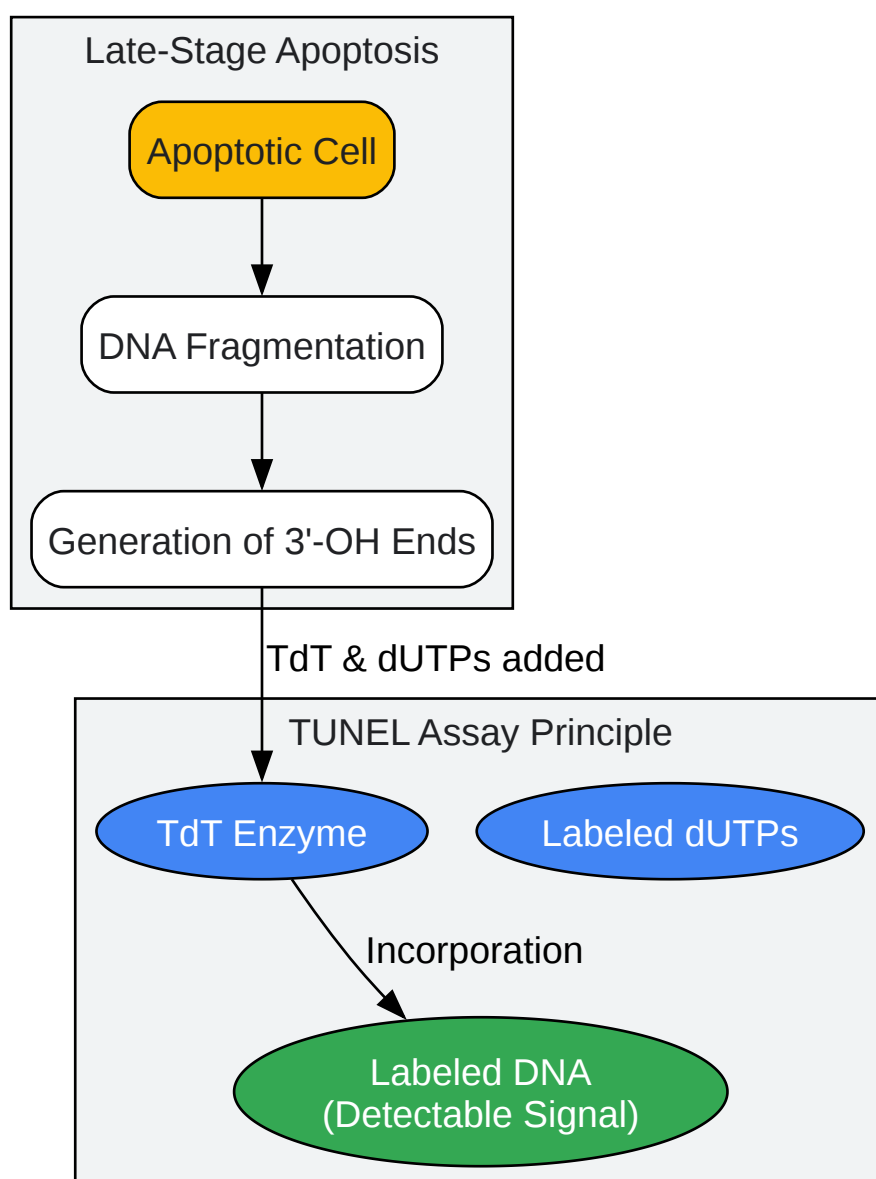 Late-Stage Apoptosis
Apoptotic Cell
DNA Fragmentation
Generation of 3'-OH Ends
TdT & dUTPs added
TUNEL Assay Principle
TdT Enzyme
Labeled dUTPs
Incorporation
Labeled DNA
(Detectable Signal)